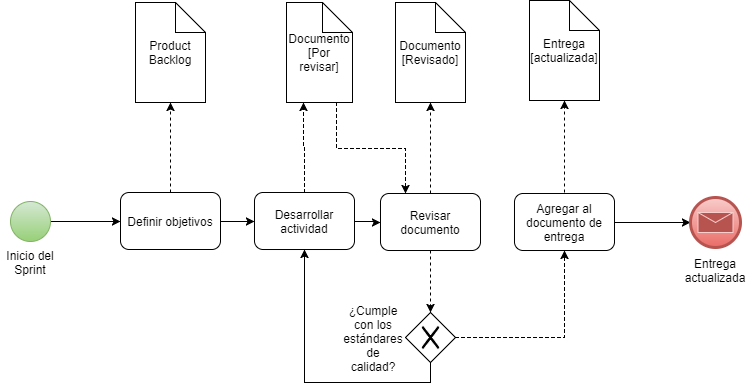 Product
Backlog
Documento
[Por
revisar]
Documento
[Revisado]
Entrega
[actualizada]
Inicio del
Sprint
Definir objetivos
Desarrollar
actividad
Revisar
documento
Agregar al
documento de
entrega
Entrega
actualizada
¿Cumple
con los
estándares
de
calidad?